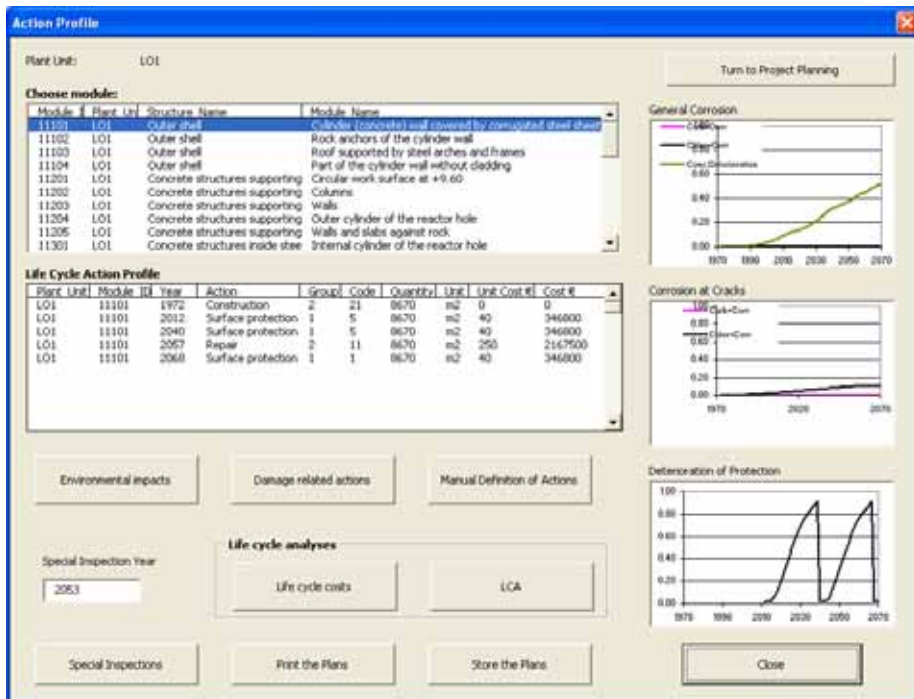 Action Profile
Plant Unit: LO1
Turn to Project Planning
Choose module:
Module I Plant Uni Structure Name Module Name
11101 LO1 Outer shell Cylinder (concrete) wall covered by corrugated steel sheet
11102 LO1 Outer shell Rock anchors of the cylinder wall
11103 LO1 Outer shell Roof supported by steel arches and frames
11104 LO1 Outer shell Part of the cylinder wall without cladding
11201 LO1 Concrete structures supporting Circular work surface at +9.60
11202 LO1 Concrete structures supporting Columns
11203 LO1 Concrete structures supporting Walls
11204 LO1 Concrete structures supporting Outer cylinder of the reactor hole
11205 LO1 Concrete structures supporting Walls and slabs against rock
11301 LO1 Concrete structures inside stee Internal cylinder of the reactor hole
General Corrosion
0.60
0.40
0.20
0.00
1970 1990 2010 2030 2050 2070
Life Cycle Action Profile
Plant Unit Module ID Year Action Group Code Quantity Unit Unit Cost € Cost €
LO1 11101 1972 Construction 2 21 8670 m2 0 0
LO1 11101 2012 Surface protection 1 5 8670 m2 40 346800
LO1 11101 2040 Surface protection 1 5 8670 m2 40 346800
LO1 11101 2057 Repair 2 11 8670 m2 250 2167500
LO1 11101 2068 Surface protection 1 1 8670 m2 40 346800
Corrosion at Cracks
0.60
0.40
0.20
0.00
1970 2020 2070
Environmental impacts
Damage related actions
Manual Definition of Actions
Deterioration of Protection
1.00
0.80
0.60
0.40
0.20
0.00
1970 1990 2010 2030 2050 2070
Special Inspection Year
2053
Life cycle analyses
Life cycle costs
LCA
Special Inspections
Print the Plans
Store the Plans
Close